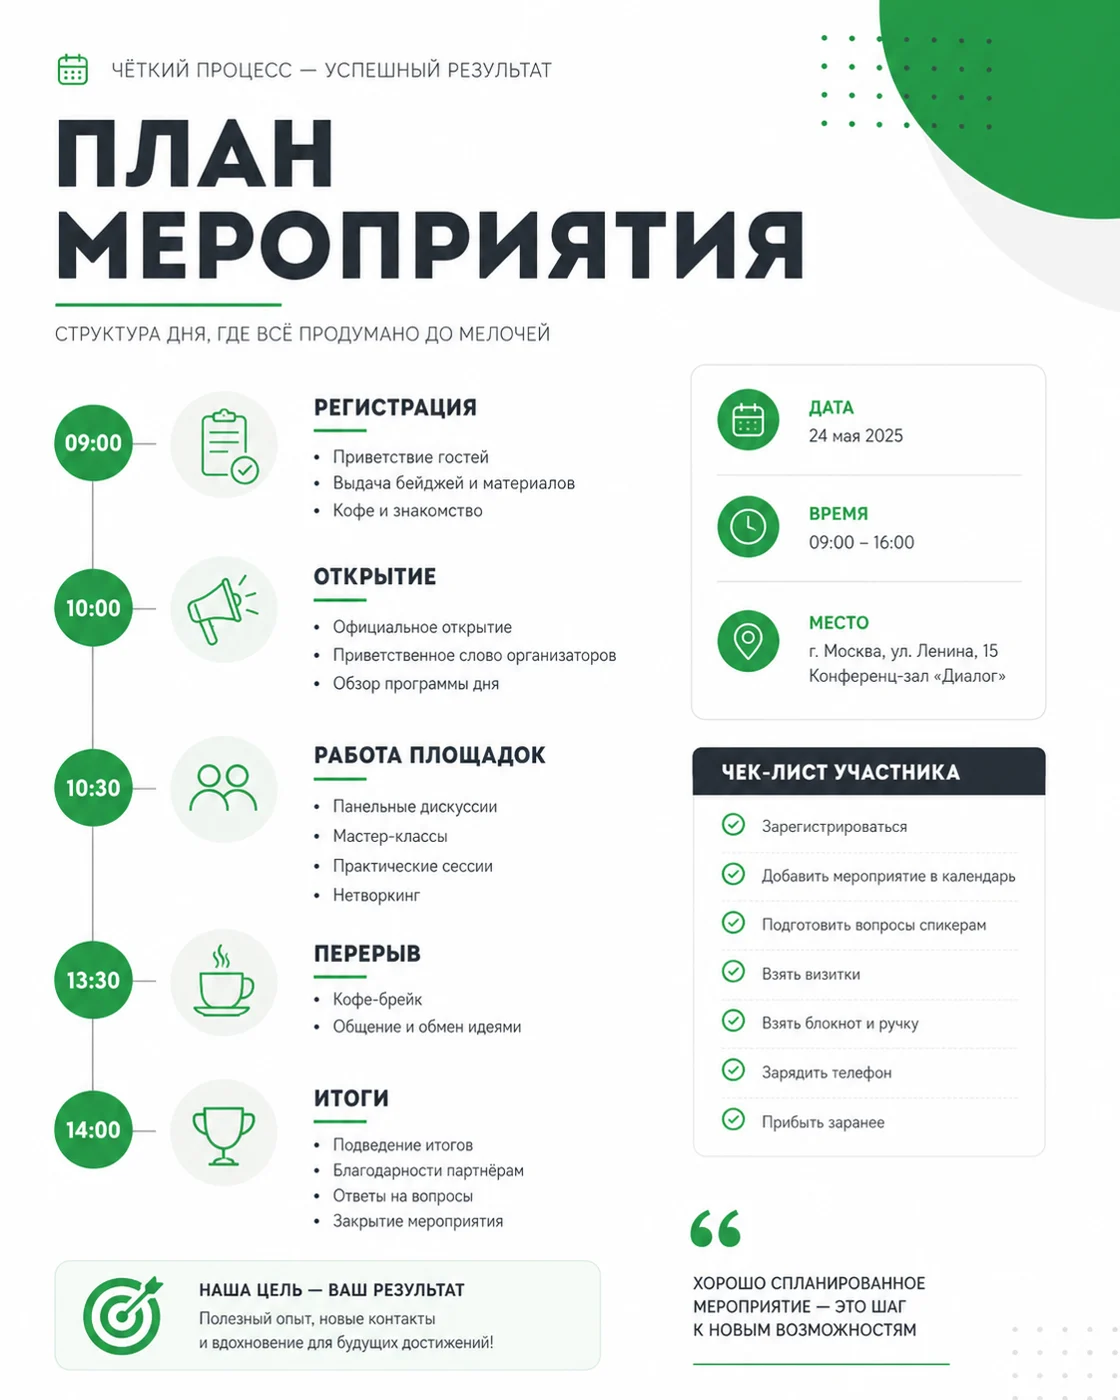 ЧЁТКИЙ ПРОЦЕСС — УСПЕШНЫЙ РЕЗУЛЬТАТ
ПЛАН
МЕРОПРИЯТИЯ
СТРУКТУРА ДНЯ, ГДЕ ВСЁ ПРОДУМАНО ДО МЕЛОЧЕЙ
09:00
РЕГИСТРАЦИЯ
• Приветствие гостей
• Выдача бейджей и материалов
• Кофе и знакомство
10:00
ОТКРЫТИЕ
• Официальное открытие
• Приветственное слово организаторов
• Обзор программы дня
10:30
РАБОТА ПЛОЩАДОК
• Панельные дискуссии
• Мастер-классы
• Практические сессии
• Нетворкинг
13:30
ПЕРЕРЫВ
• Кофе-брейк
• Общение и обмен идеями
14:00
ИТОГИ
• Подведение итогов
• Благодарности партнёрам
• Ответы на вопросы
• Закрытие мероприятия
НАША ЦЕЛЬ — ВАШ РЕЗУЛЬТАТ
Полезный опыт, новые контакты
и вдохновение для будущих достижений!
ДАТА
24 мая 2025
ВРЕМЯ
09:00 – 16:00
МЕСТО
г. Москва, ул. Ленина, 15
Конференц-зал «Диалог»
ЧЕК-ЛИСТ УЧАСТНИКА
Зарегистрироваться
Добавить мероприятие в календарь
Подготовить вопросы спикерам
Взять визитки
Взять блокнот и ручку
Зарядить телефон
Прибыть заранее
“
ХОРОШО СПЛАНИРОВАННОЕ
МЕРОПРИЯТИЕ — ЭТО ШАГ
К НОВЫМ ВОЗМОЖНОСТЯМ